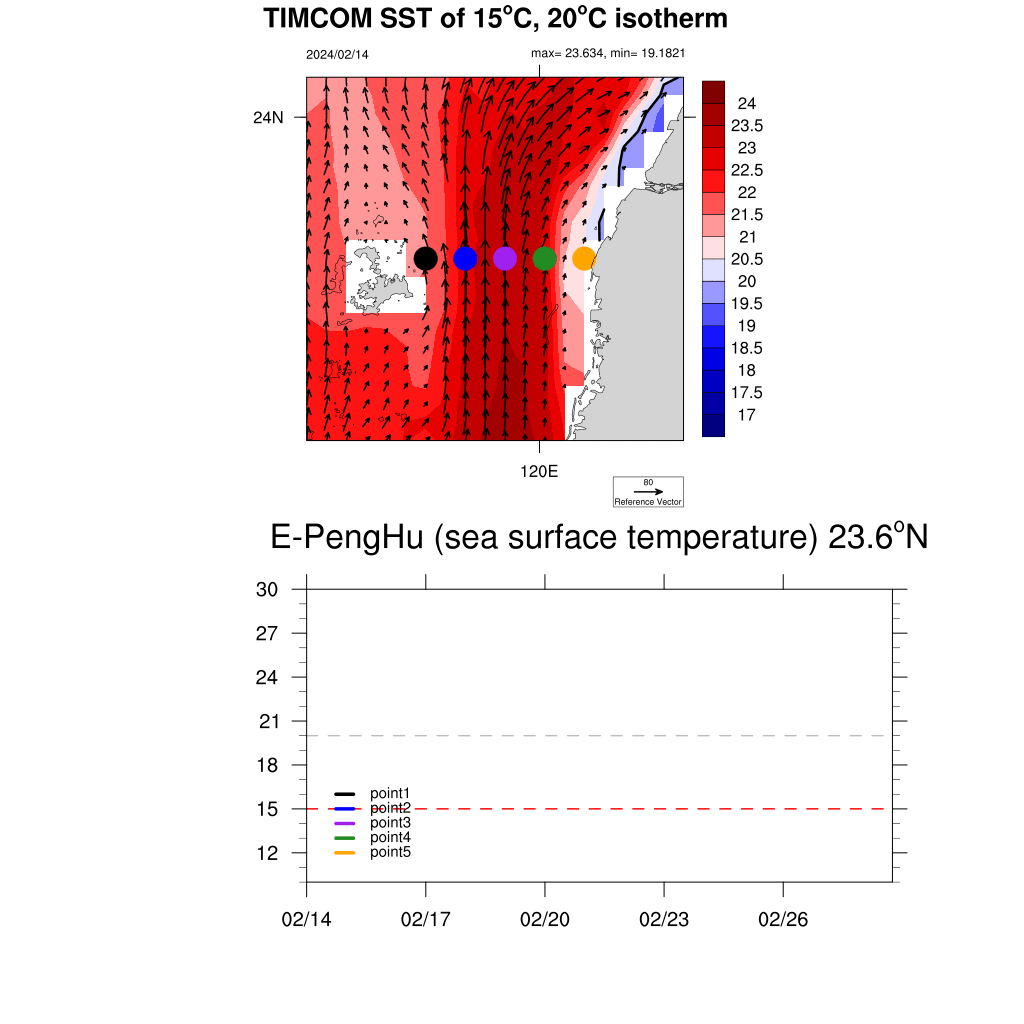 TIMCOM SST of 15°C, 20°C isotherm
2024/02/14
max= 23.634, min= 19.1821
24N
24
23.5
23
22.5
22
21.5
21
20.5
20
19.5
19
18.5
18
17.5
17
120E
80
Reference Vector
E-PengHu (sea surface temperature) 23.6°N
30
27
24
21
18
15
12
point1
point2
point3
point4
point5
02/14 02/17 02/20 02/23 02/26